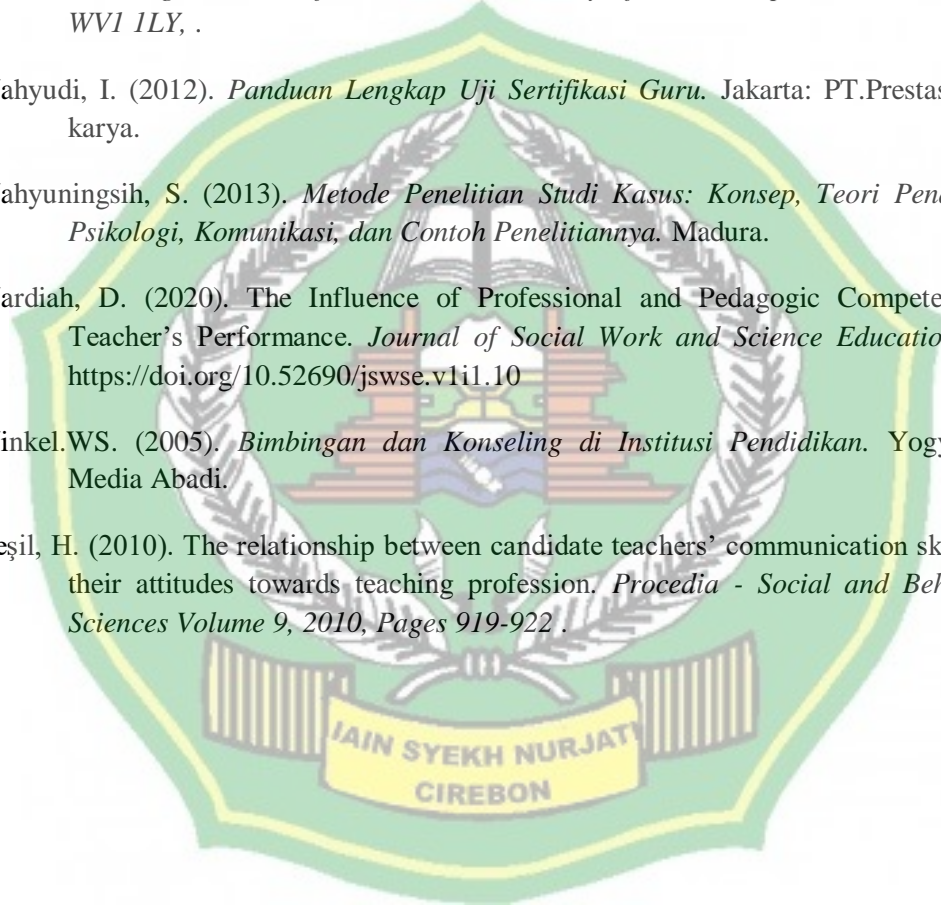 WV1 1LY, .
ahyudi, I. (2012). Panduan Lengkap Uji Sertifikasi Guru. Jakarta: PT.Prestas
karya.
ahyuningsih, S. (2013). Metode Penelitian Studi Kasus: Konsep, Teori Pend
Psikologi, Komunikasi, dan Contoh Penelitiannya. Madura.
ardiah, D. (2020). The Influence of Professional and Pedagogic Compete
Teacher’s Performance. Journal of Social Work and Science Educatio
https://doi.org/10.52690/jswse.v1i1.10
inkel.WS. (2005). Bimbingan dan Konseling di Institusi Pendidikan. Yogy
Media Abadi.
eşil, H. (2010). The relationship between candidate teachers’ communication sk
their attitudes towards teaching profession. Procedia - Social and Beh
Sciences Volume 9, 2010, Pages 919-922 .
IAIN SYEKH NURJATI
CIREBON